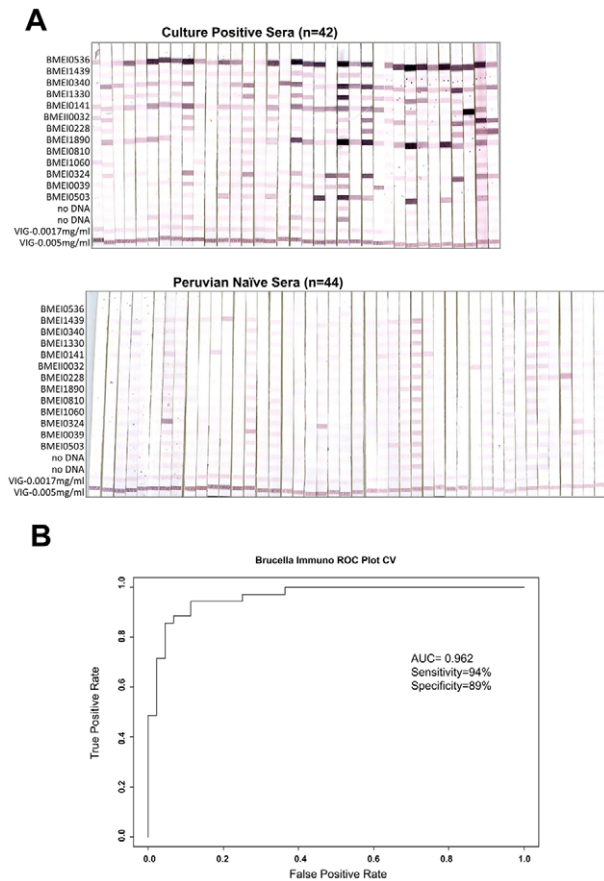 A
Culture Positive Sera (n=42)
BMEI0536
BMEI1439
BMEI0340
BMEI1330
BMEI0141
BMEII0032
BMEI0228
BMEI1890
BMEI0810
BMEI1060
BMEI0324
BMEI0039
BMEI0503
no DNA
no DNA
VIG-0.0017mg/ml
VIG-0.005mg/ml
Peruvian Naïve Sera (n=44)
BMEI0536
BMEI1439
BMEI0340
BMEI1330
BMEI0141
BMEII0032
BMEI0228
BMEI1890
BMEI0810
BMEI1060
BMEI0324
BMEI0039
BMEI0503
no DNA
no DNA
VIG-0.0017mg/ml
VIG-0.005mg/ml
B
Brucella Immuno ROC Plot CV
True Positive Rate
1.0
0.8
0.6
0.4
0.2
0.0
AUC= 0.962
Sensitivity=94%
Specificity=89%
0.0 0.2 0.4 0.6 0.8 1.0
False Positive Rate